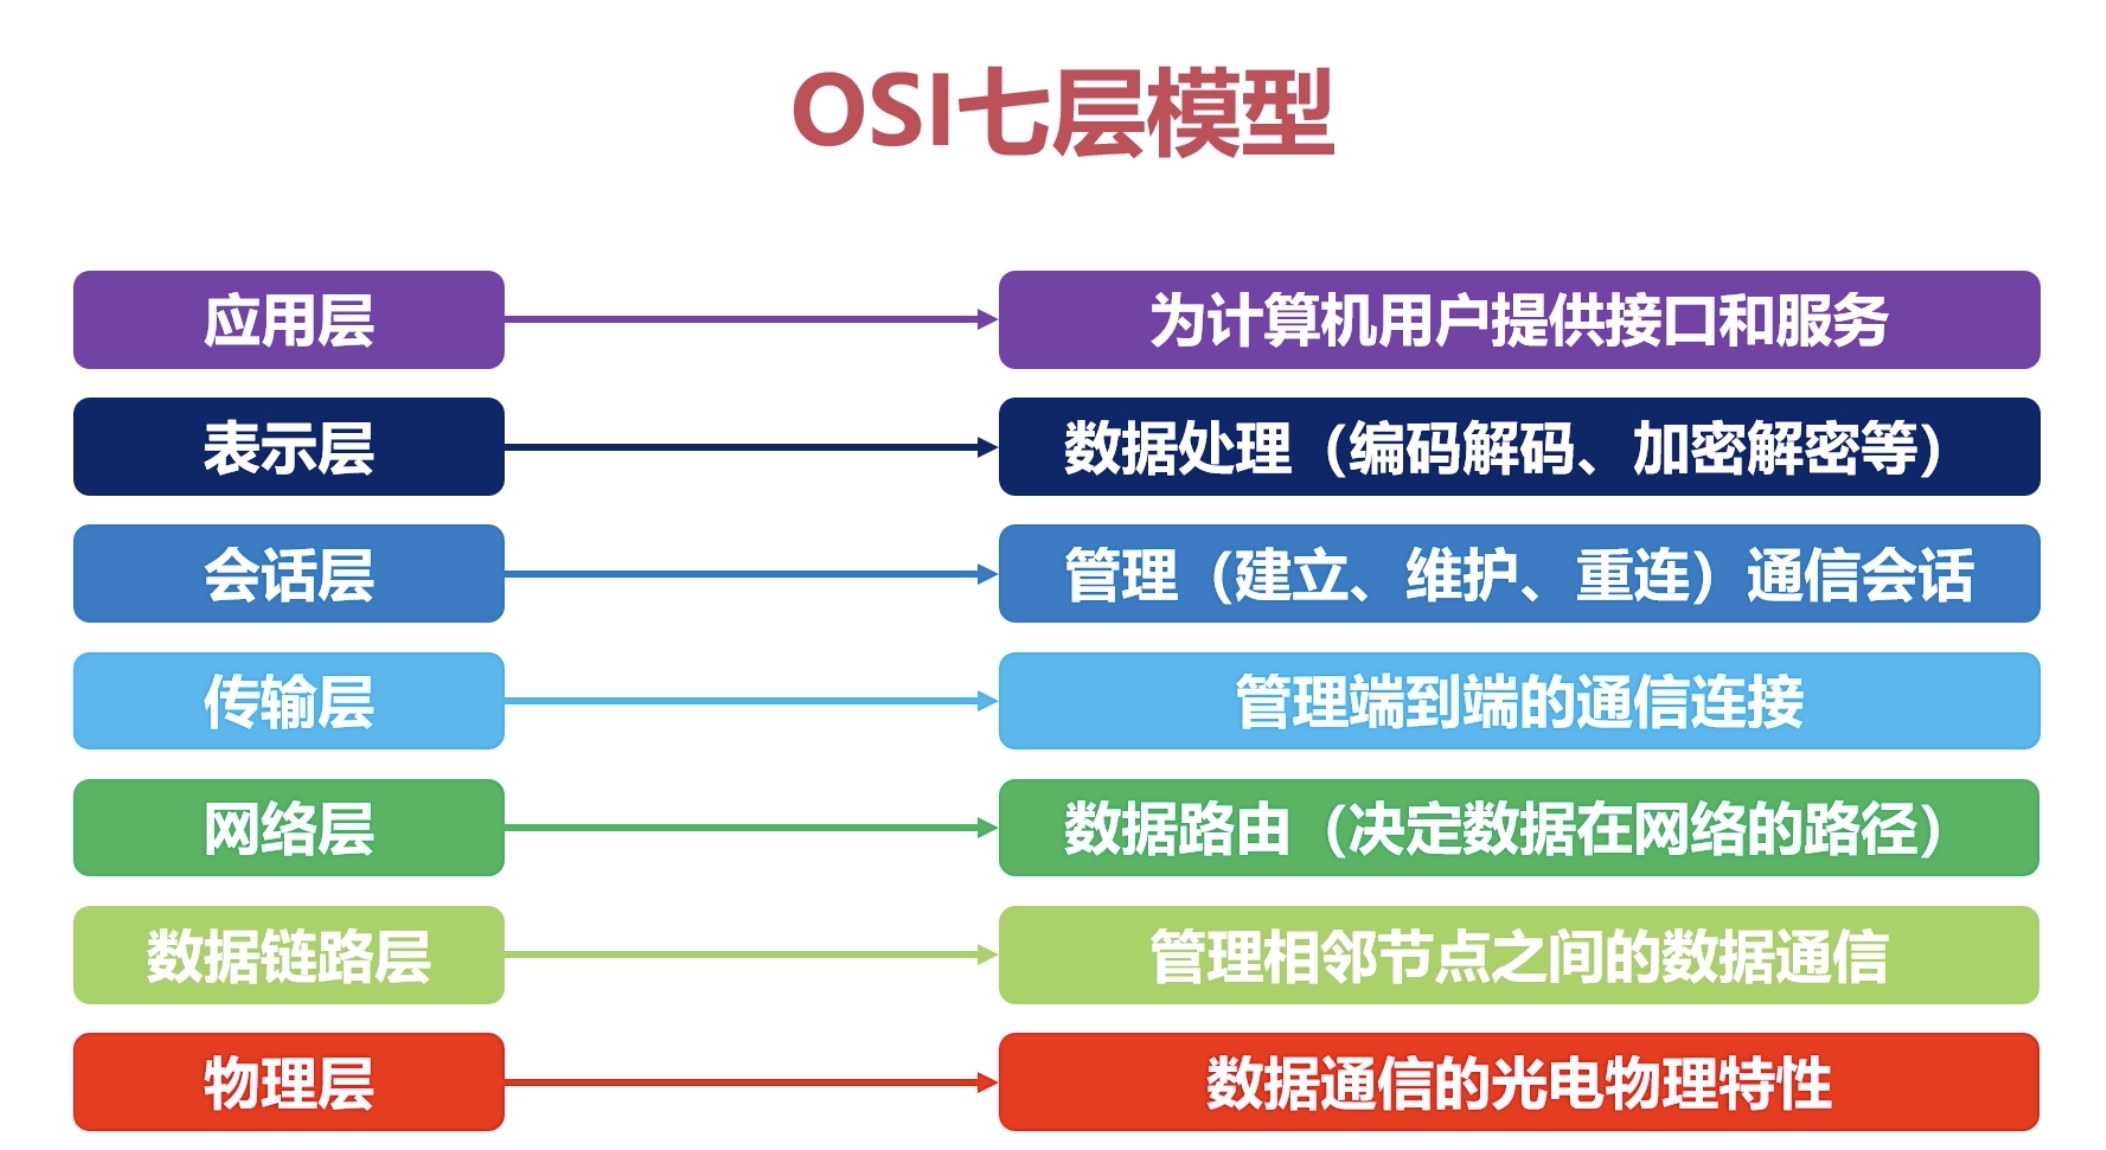 OSI七层模型
应用层
为计算机用户提供接口和服务
表示层
数据处理（编码解码、加密解密等）
会话层
管理（建立、维护、重连）通信会话
传输层
管理端到端的通信连接
网络层
数据路由（决定数据在网络的路径）
数据链路层
管理相邻节点之间的数据通信
物理层
数据通信的光电物理特性